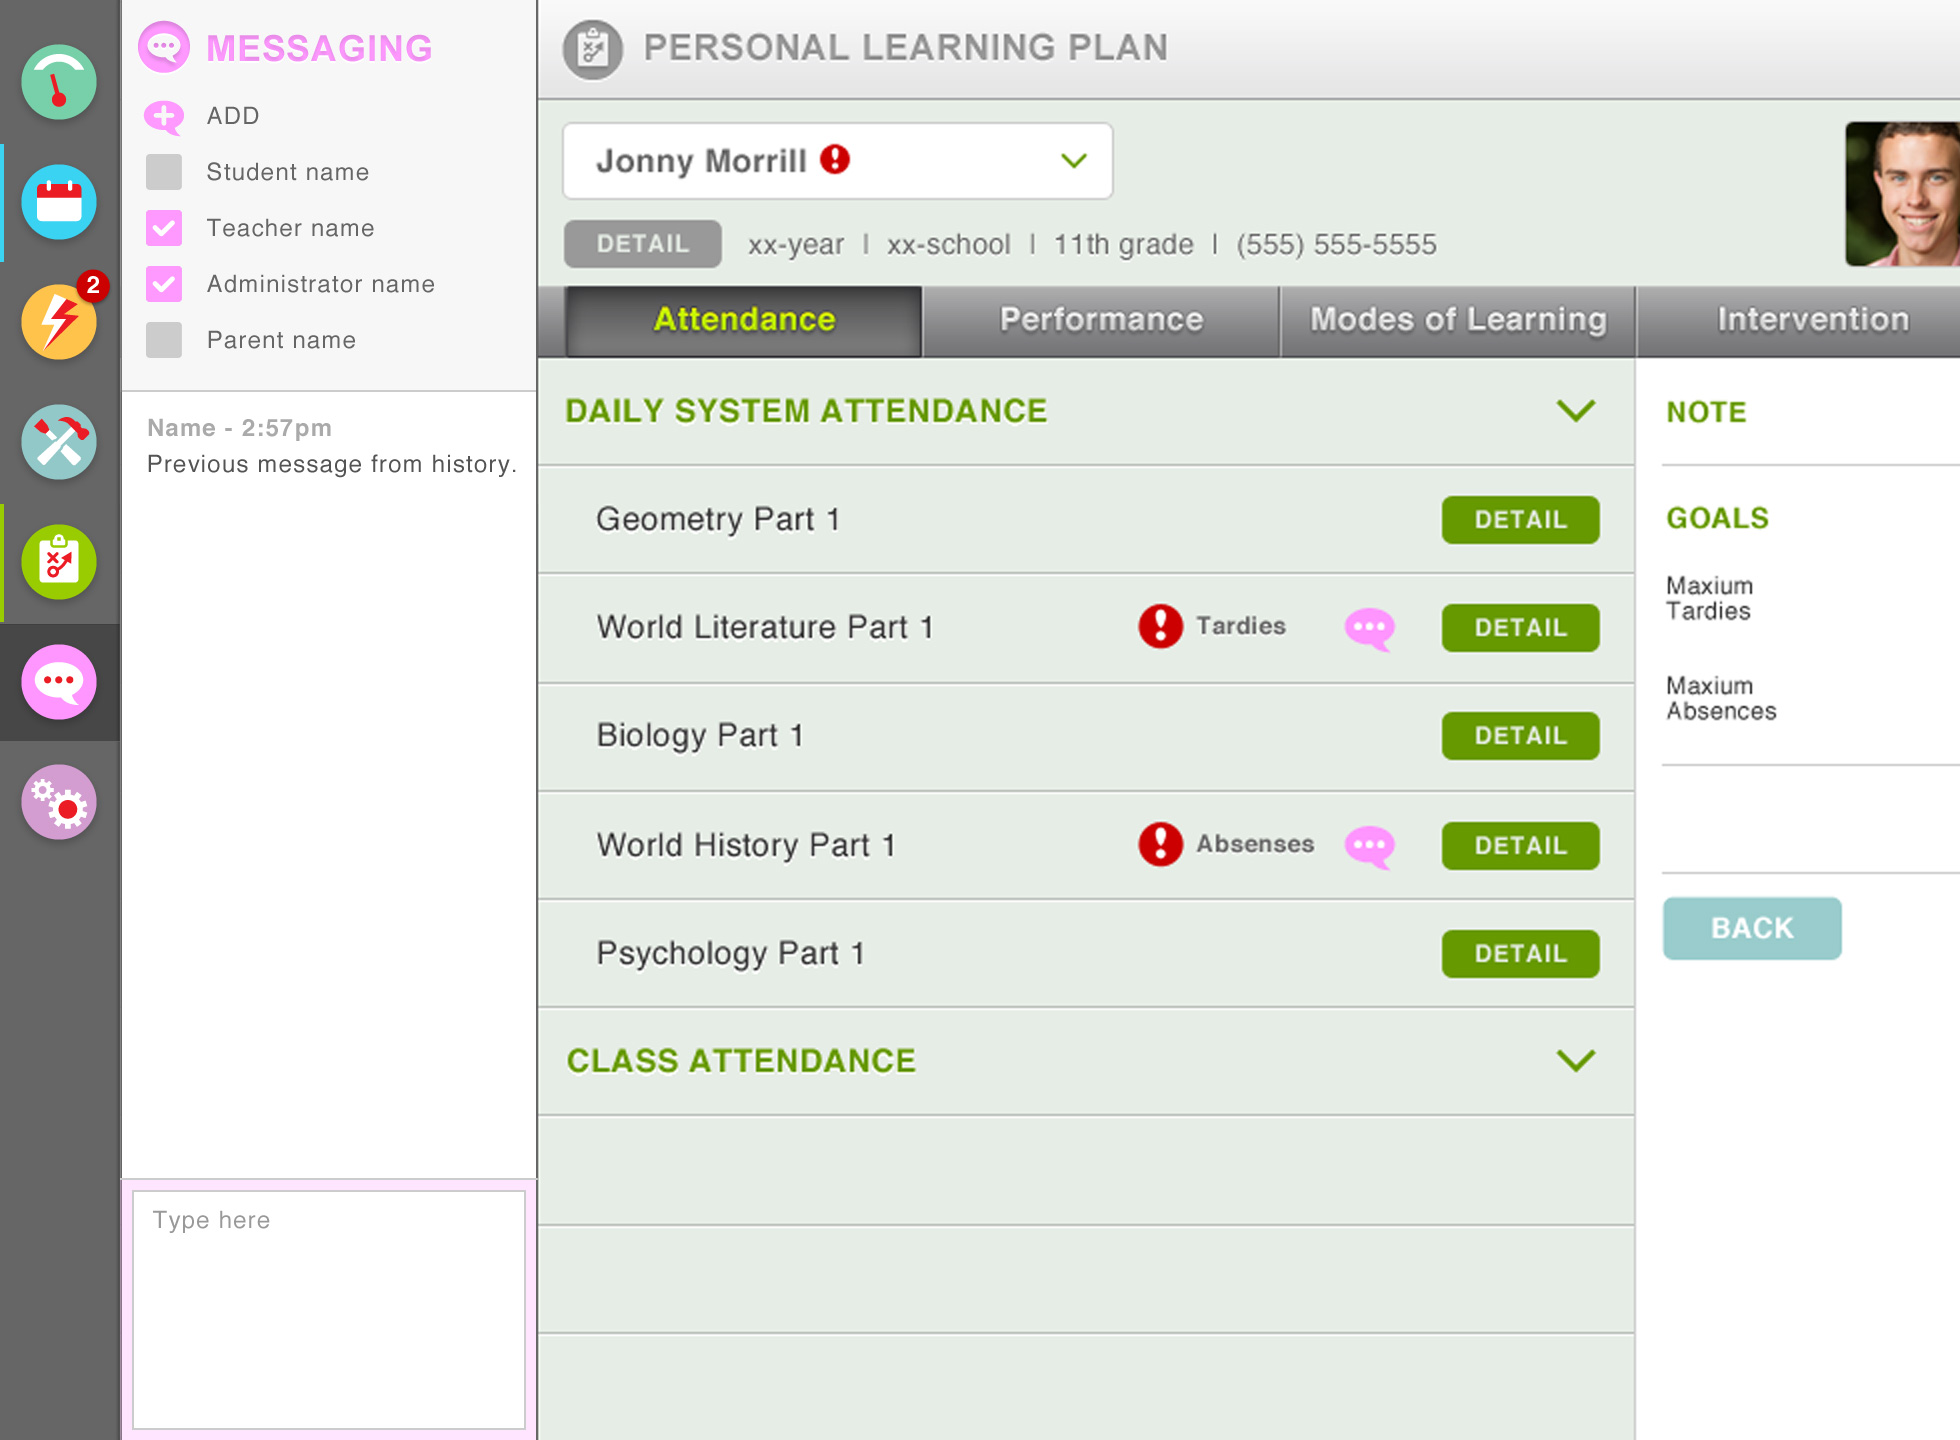 MESSAGING
ADD
Student name
Teacher name
Administrator name
Parent name
Name - 2:57pm
Previous message from history.
Type here
2
PERSONAL LEARNING PLAN
Jonny Morrill
DETAIL xx-year | xx-school | 11th grade | (555) 555-5555
Attendance Performance Modes of Learning Intervention
DAILY SYSTEM ATTENDANCE
Geometry Part 1 DETAIL
World Literature Part 1 Tardies DETAIL
Biology Part 1 DETAIL
World History Part 1 Absenses DETAIL
Psychology Part 1 DETAIL
CLASS ATTENDANCE
NOTE
GOALS
Maxium
Tardies
Maxium
Absences
BACK